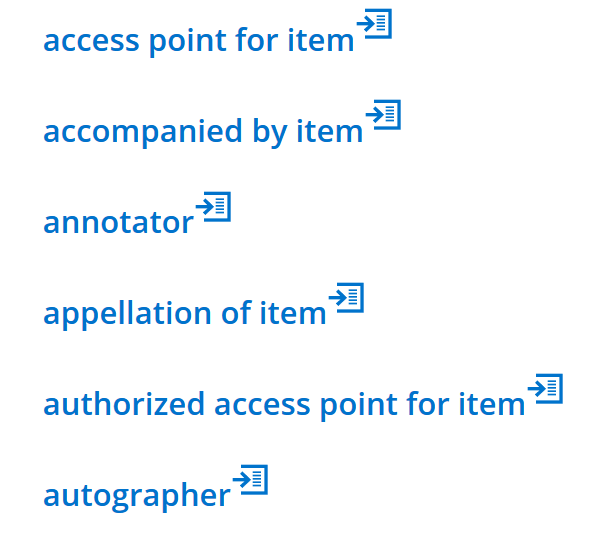 access point for item
accompanied by item
annotator
appellation of item
authorized access point for item
autographer